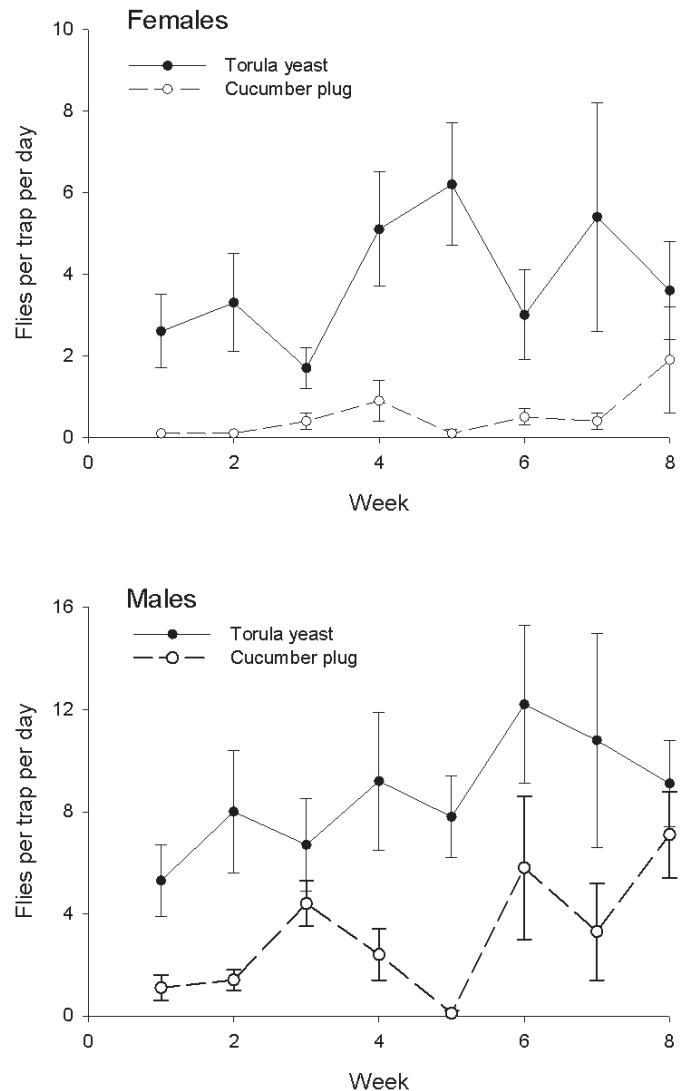 Females
Torula yeast
Cucumber plug
Flies per trap per day
10
8
6
4
2
0
0 2 4 6 8
Week
Males
Torula yeast
Cucumber plug
Flies per trap per day
16
12
8
4
0
0 2 4 6 8
Week